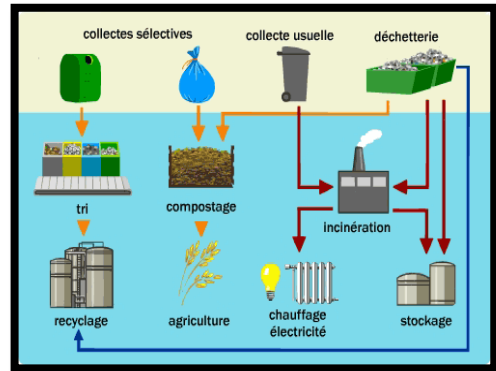 collectes sélectives
collecte usuelle
déchetterie
tri
compostage
incinération
recyclage
agriculture
chauffage
électricité
stockage